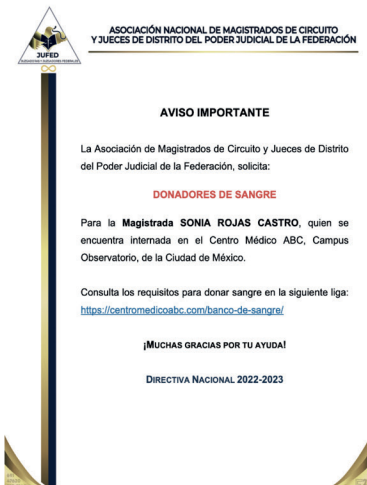 ASOCIACIÓN NACIONAL DE MAGISTRADOS DE CIRCUITO
Y JUECES DE DISTRITO DEL PODER JUDICIAL DE LA FEDERACIÓN
JUFED
AVISO IMPORTANTE
La Asociación de Magistrados de Circuito y Jueces de Distrito
del Poder Judicial de la Federación, solicita:
DONADORES DE SANGRE
Para la Magistrada SONIA ROJAS CASTRO, quien se
encuentra internada en el Centro Médico ABC, Campus
Observatorio, de la Ciudad de México.
Consulta los requisitos para donar sangre en la siguiente liga:
https://centromedicoabc.com/banco-de-sangre/
¡MUCHAS GRACIAS POR TU AYUDA!
DIRECTIVA NACIONAL 2022-2023